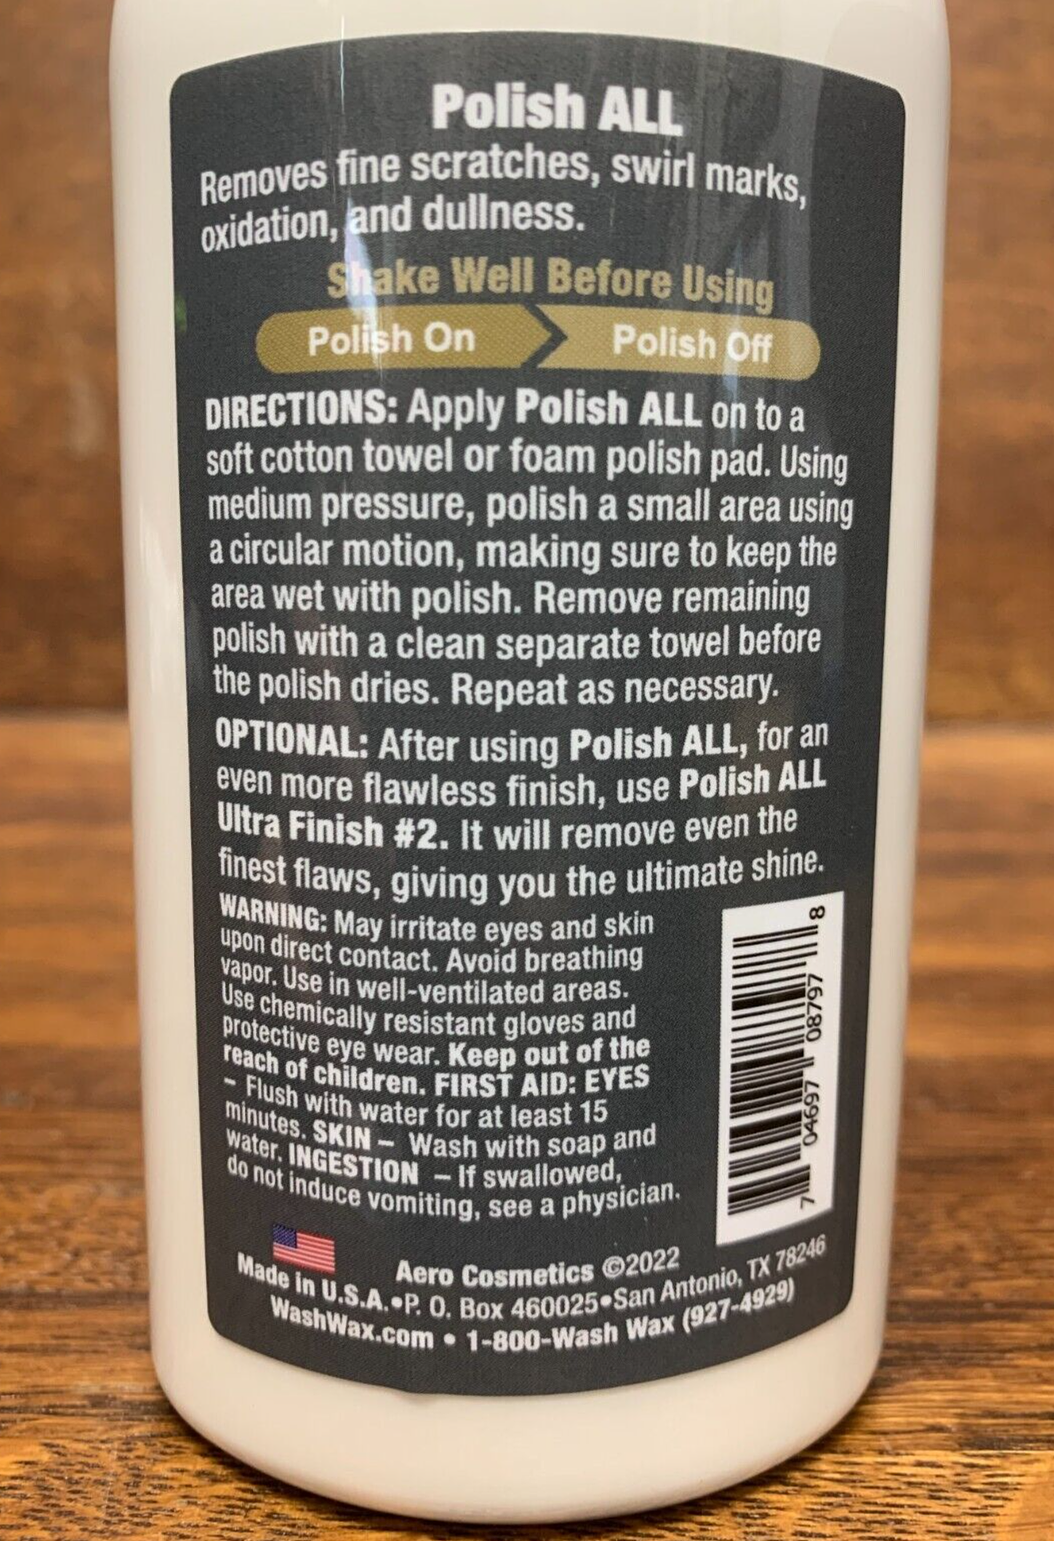 Polish ALL
Removes fine scratches, swirl marks,
oxidation, and dullness.
Shake Well Before Using
Polish On Polish Off
DIRECTIONS: Apply Polish ALL on to a
soft cotton towel or foam polish pad. Using
medium pressure, polish a small area using
a circular motion, making sure to keep the
area wet with polish. Remove remaining
polish with a clean separate towel before
the polish dries. Repeat as necessary.
OPTIONAL: After using Polish ALL, for an
even more flawless finish, use Polish ALL
Ultra Finish #2. It will remove even the
finest flaws, giving you the ultimate shine.
WARNING: May irritate eyes and skin
upon direct contact. Avoid breathing
vapor. Use in well-ventilated areas.
Use chemically resistant gloves and
protective eye wear. Keep out of the
reach of children. FIRST AID: EYES
– Flush with water for at least 15
minutes. SKIN – Wash with soap and
water. INGESTION – If swallowed,
do not induce vomiting, see a physician.
7 04697 08797 8
Aero Cosmetics ©2022
Made in U.S.A.•P. O. Box 460025•San Antonio, TX 78246
WashWax.com • 1-800-Wash Wax (927-4929)